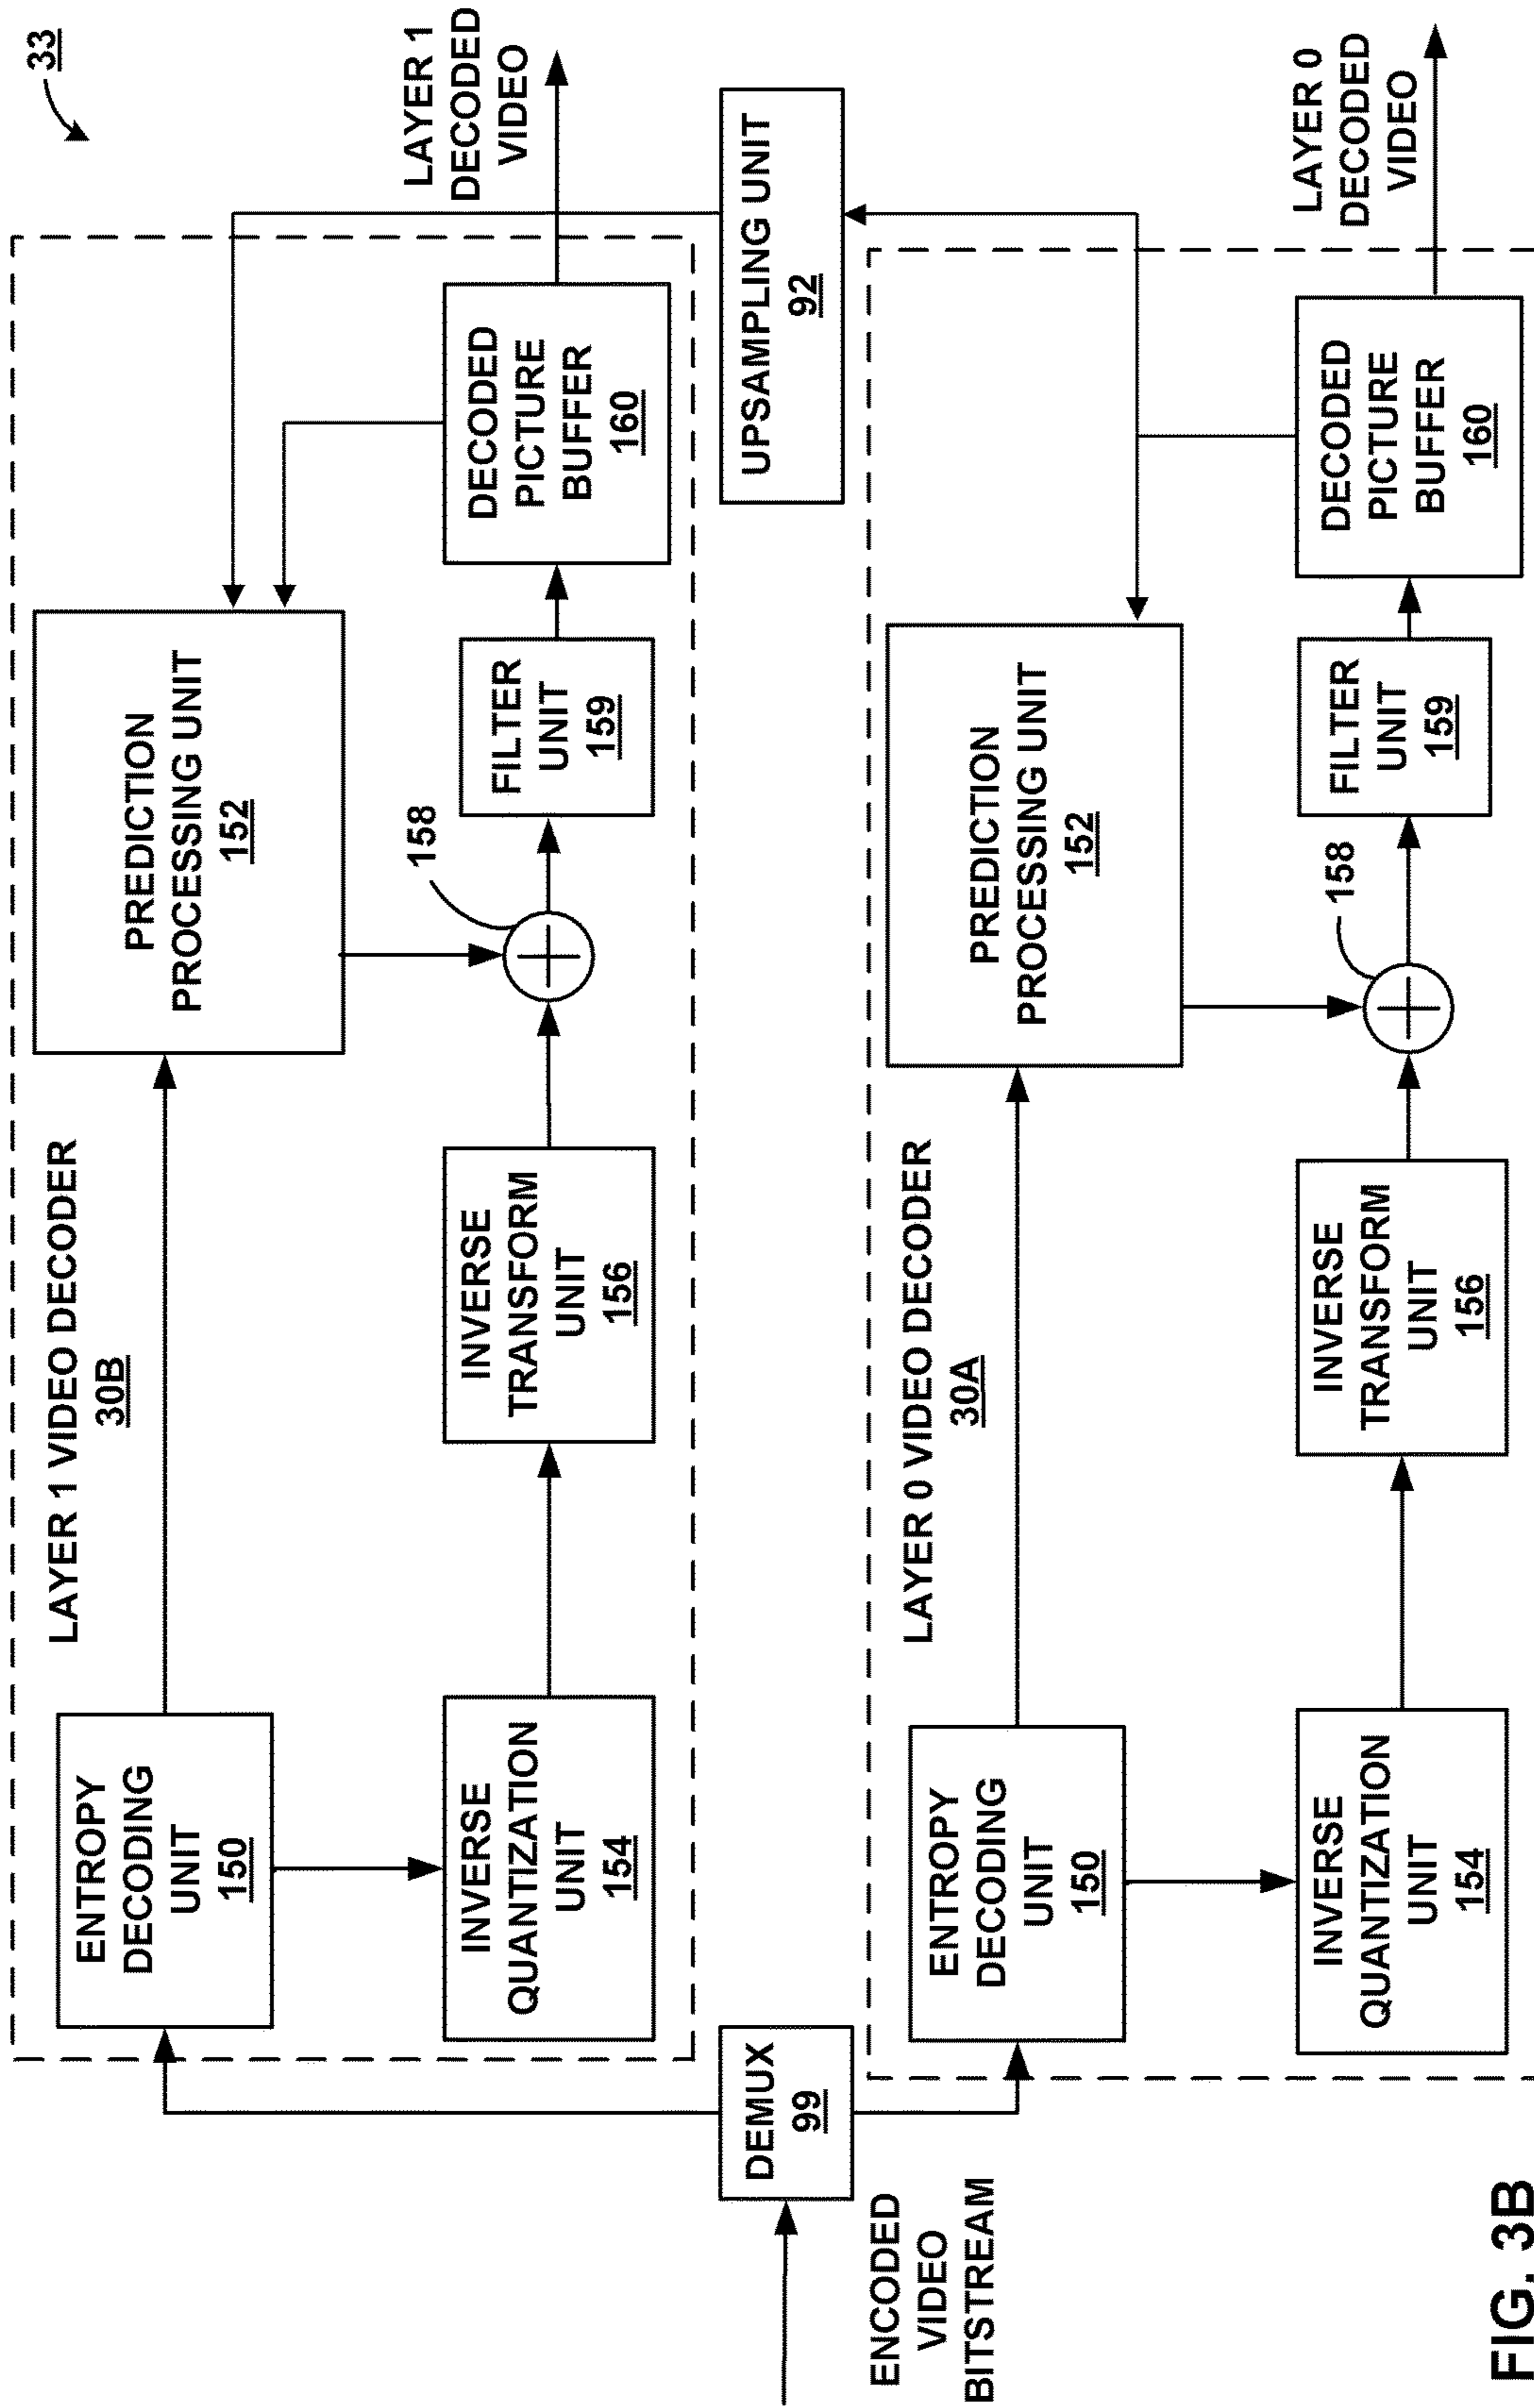 33
LAYER 1 VIDEO DECODER
30B
ENTROPY
DECODING
UNIT
150
PREDICTION
PROCESSING UNIT
152
INVERSE
QUANTIZATION
UNIT
154
INVERSE
TRANSFORM
UNIT
156
158
FILTER
UNIT
159
DECODED
PICTURE
BUFFER
160
LAYER 1
DECODED
VIDEO
DEMUX
99
ENCODED
VIDEO
BITSTREAM
UPSAMPLING UNIT
92
LAYER 0 VIDEO DECODER
30A
ENTROPY
DECODING
UNIT
150
PREDICTION
PROCESSING UNIT
152
INVERSE
QUANTIZATION
UNIT
154
INVERSE
TRANSFORM
UNIT
156
158
FILTER
UNIT
159
DECODED
PICTURE
BUFFER
160
LAYER 0
DECODED
VIDEO
FIG. 3B